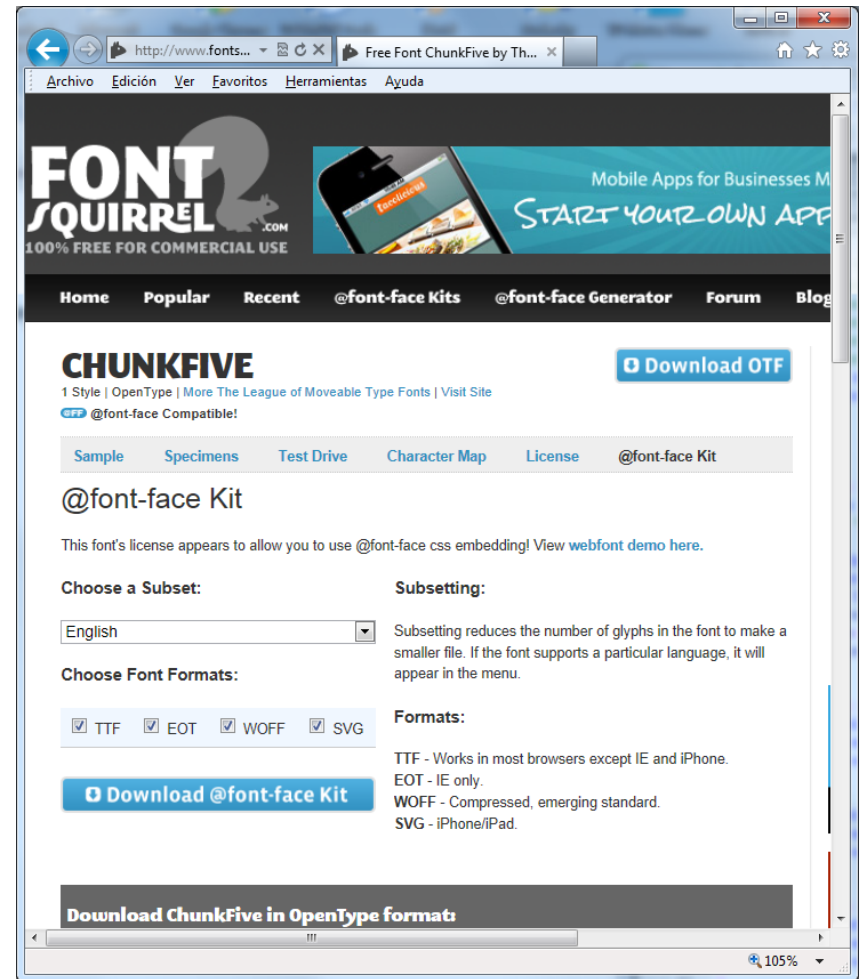 http://www.fonts...
Free Font ChunkFive by Th...
Archivo Edición Ver Favoritos Herramientas Ayuda
FONT
SQUIRREL.COM
100% FREE FOR COMMERCIAL USE
tacolicious
Mobile Apps for Businesses M
START YOUR OWN APP
Home Popular Recent @font-face Kits @font-face Generator Forum Blog
CHUNKFIVE
Download OTF
1 Style | OpenType | More The League of Moveable Type Fonts | Visit Site
OFF @font-face Compatible!
Sample Specimens Test Drive Character Map License @font-face Kit
@font-face Kit
This font's license appears to allow you to use @font-face css embedding! View webfont demo here.
Choose a Subset:
English
Choose Font Formats:
TTF EOT WOFF SVG
Download @font-face Kit
Subsetting:
Subsetting reduces the number of glyphs in the font to make a
smaller file. If the font supports a particular language, it will
appear in the menu.
Formats:
TTF - Works in most browsers except IE and iPhone.
EOT - IE only.
WOFF - Compressed, emerging standard.
SVG - iPhone/iPad.
Download ChunkFive in OpenType format:
105%